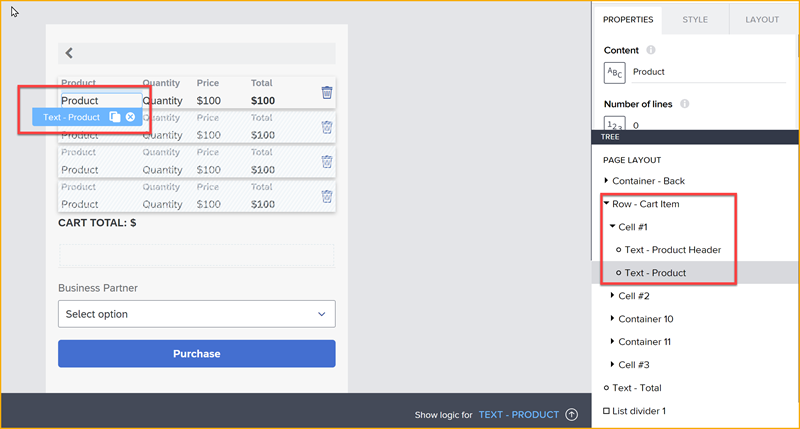 PROPERTIES STYLE LAYOUT
Content
ABC Product
Number of lines
123 0
TREE
PAGE LAYOUT
Container - Back
Row - Cart Item
Cell #1
Text - Product Header
Text - Product
Cell #2
Container 10
Container 11
Cell #3
Text - Total
List divider 1
Product Quantity Price Total
Product Quantity $100 $100
Text - Product
Product Quantity $100 $100
Product Quantity Price Total
Product Quantity $100 $100
Product Quantity Price Total
Product Quantity $100 $100
CART TOTAL: $
Business Partner
Select option
Purchase
Show logic for TEXT - PRODUCT